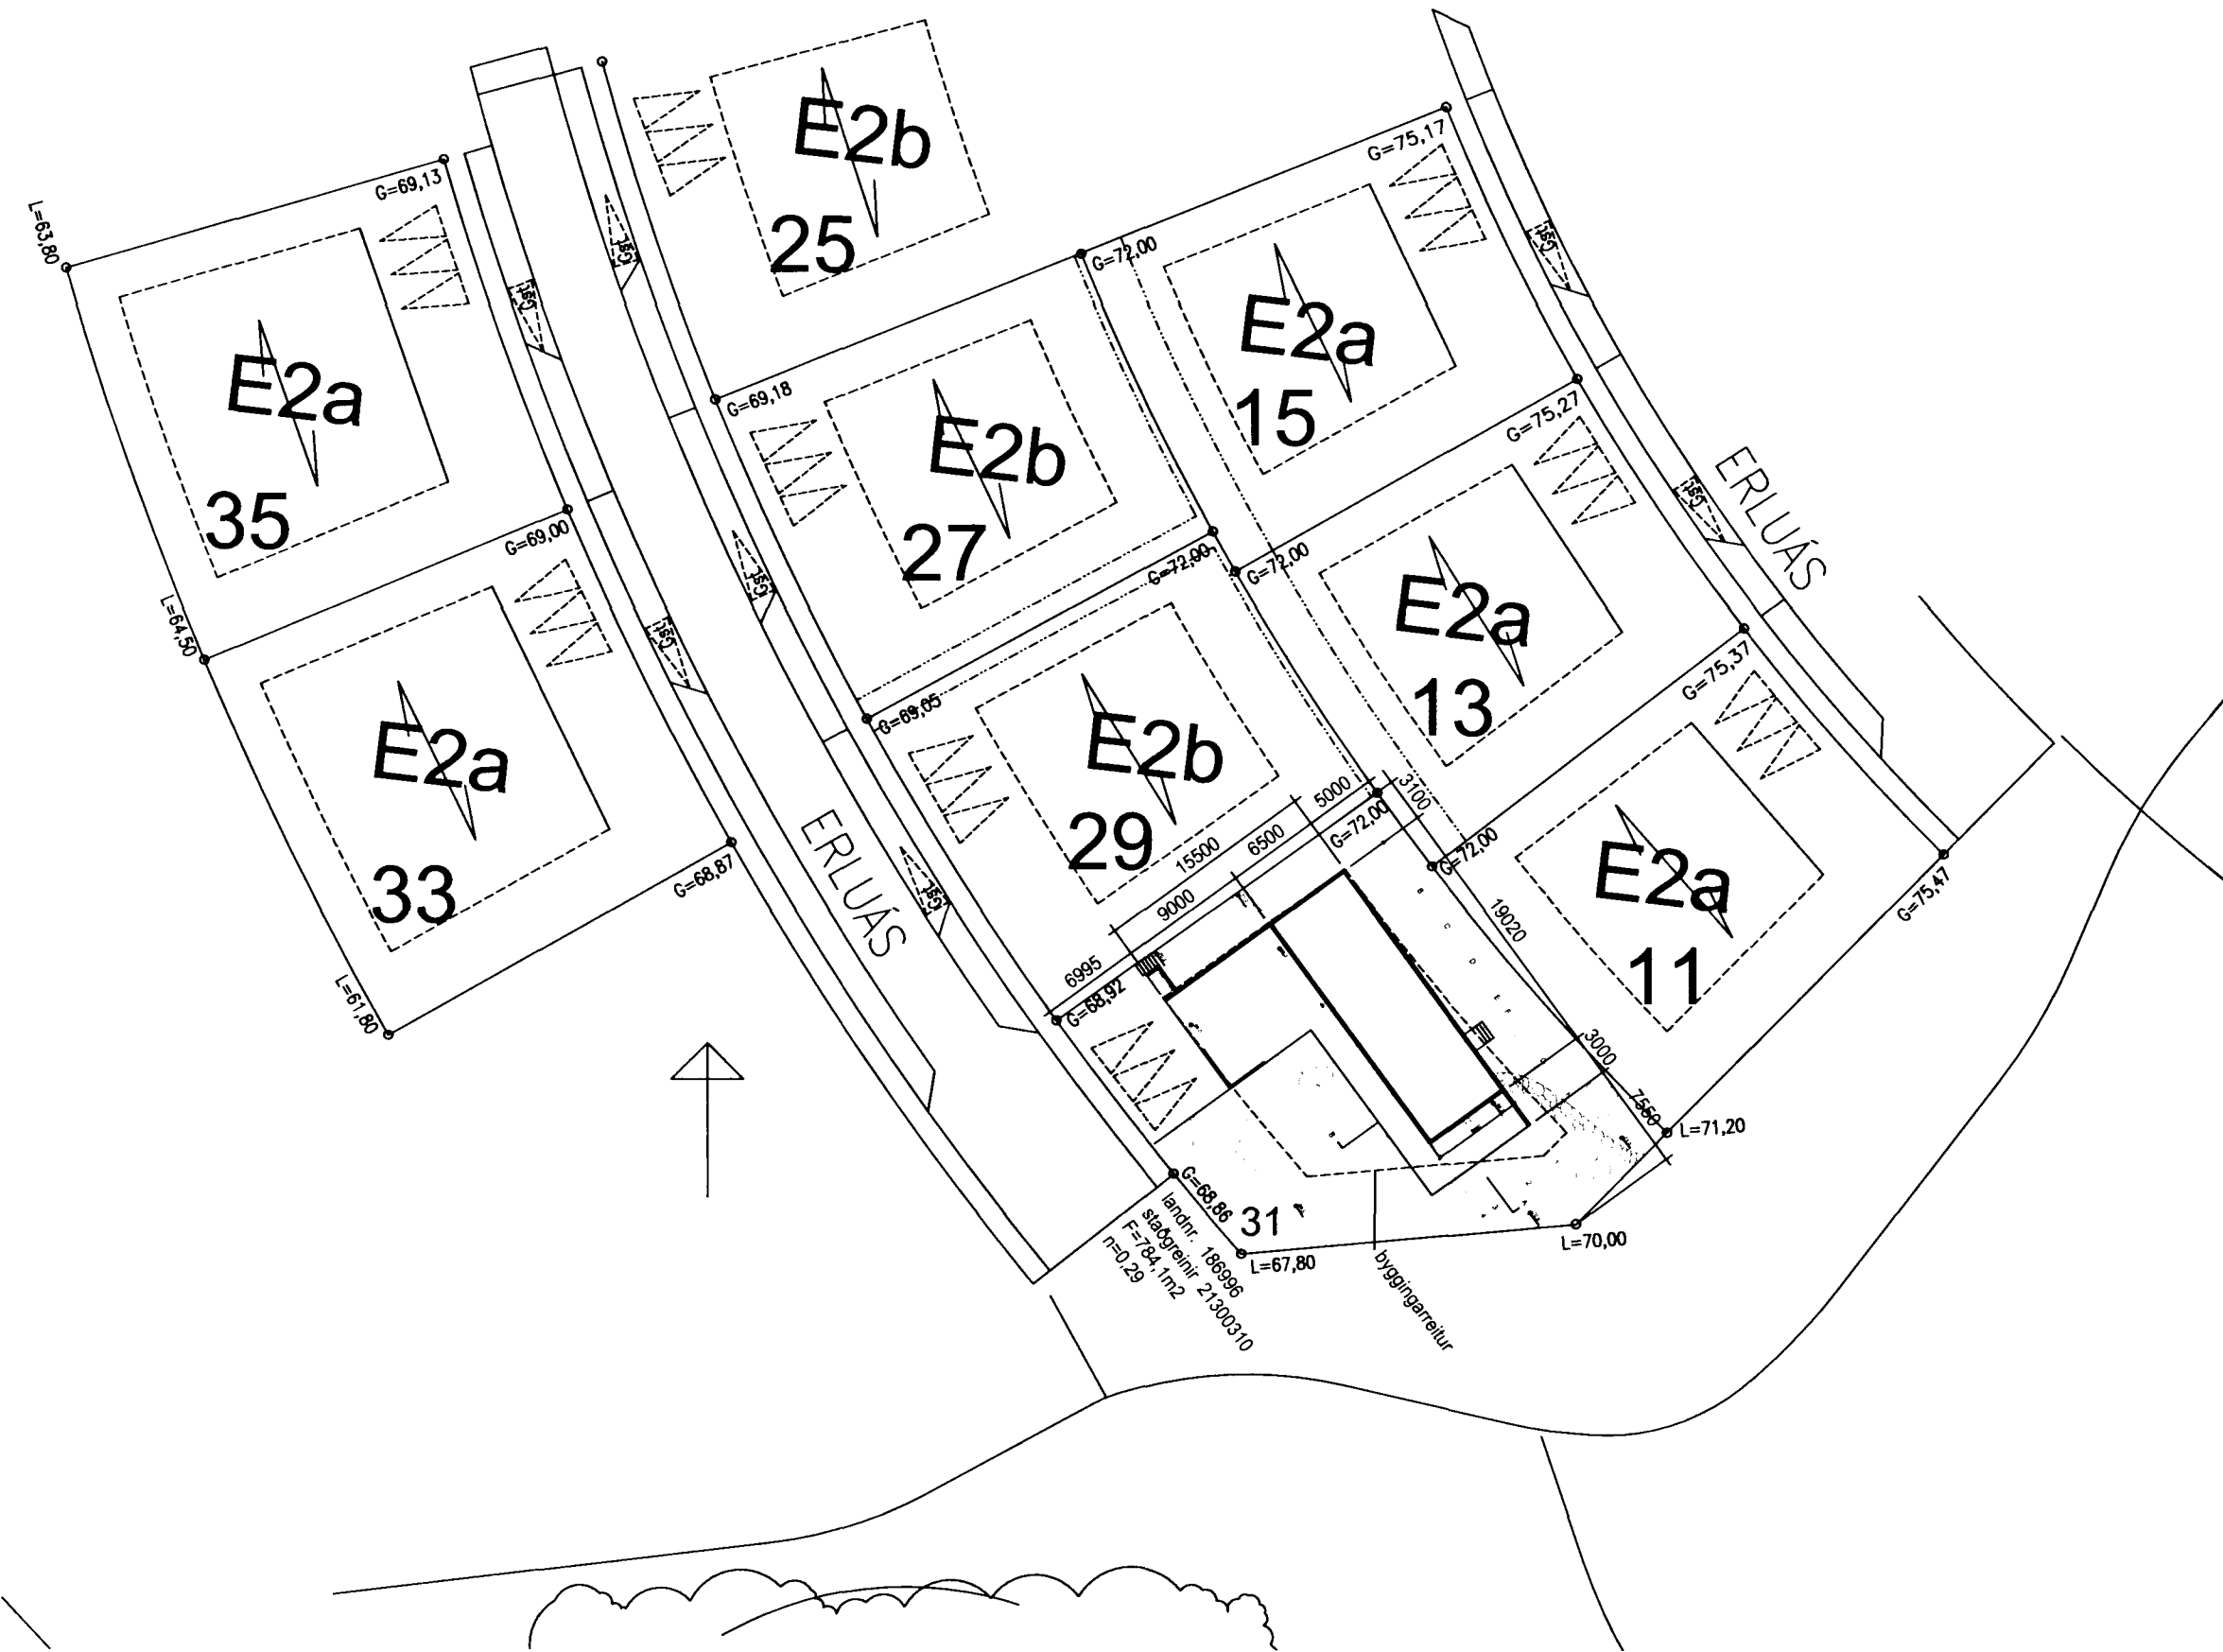 E2b
25
G=75,17
G=69,13
L=63,80
G=72,00
E2a
35
E2a
15
G=69,18
E2b
27
G=75,27
ERLUÁS
G=69,00
G=72,00
G=72,00
L=64,50
E2a
13
G=75,37
E2a
33
G=69,05
E2b
29
G=68,87
ERLUÁS
5000
3100
6500
15500
9000
G=72,00
G=72,00
E2a
11
G=75,47
6995
19020
G=68,92
L=61,80
3000
7550
L=71,20
G=68,86
31
L=70,00
L=67,80
landnr. 186996
staðgreinir 21300310
F=784,1m2
n=0,29
byggingarreitur